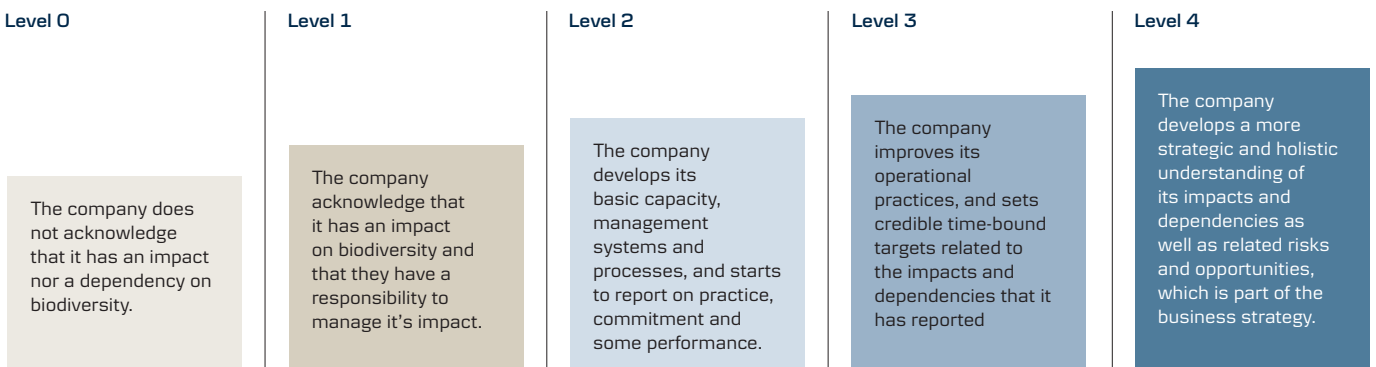 Level 0
The company does
not acknowledge
that it has an impact
nor a dependency on
biodiversity.
Level 1
The company
acknowledge that
it has an impact
on biodiversity and
that they have a
responsibility to
manage it's impact.
Level 2
The company
develops its
basic capacity,
management
systems and
processes, and starts
to report on practice,
commitment and
some performance.
Level 3
The company
improves its
operational
practices, and sets
credible time-bound
targets related to
the impacts and
dependencies that it
has reported
Level 4
The company
develops a more
strategic and holistic
understanding of
its impacts and
dependencies as
well as related risks
and opportunities,
which is part of the
business strategy.